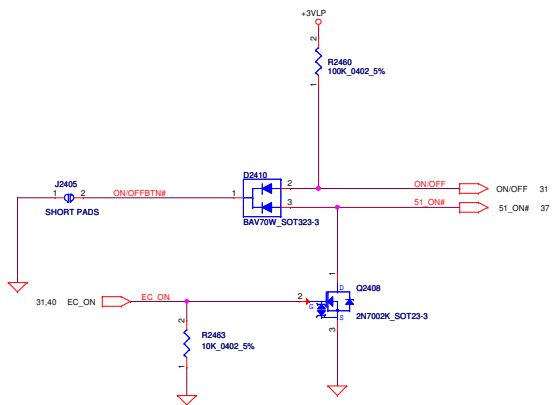 +3VLP
2
R2460
100K_0402_5%
1
J2405
1 2
SHORT PADS
ON/OFFBTN#
D2410
1
2
3
BAV70W_SOT323-3
ON/OFF
ON/OFF 31
51_ON#
51_ON# 37
1
D
Q2408
31,40 EC_ON
EC_ON
2
G
S
2N7002K_SOT23-3
3
2
R2463
10K_0402_5%
1